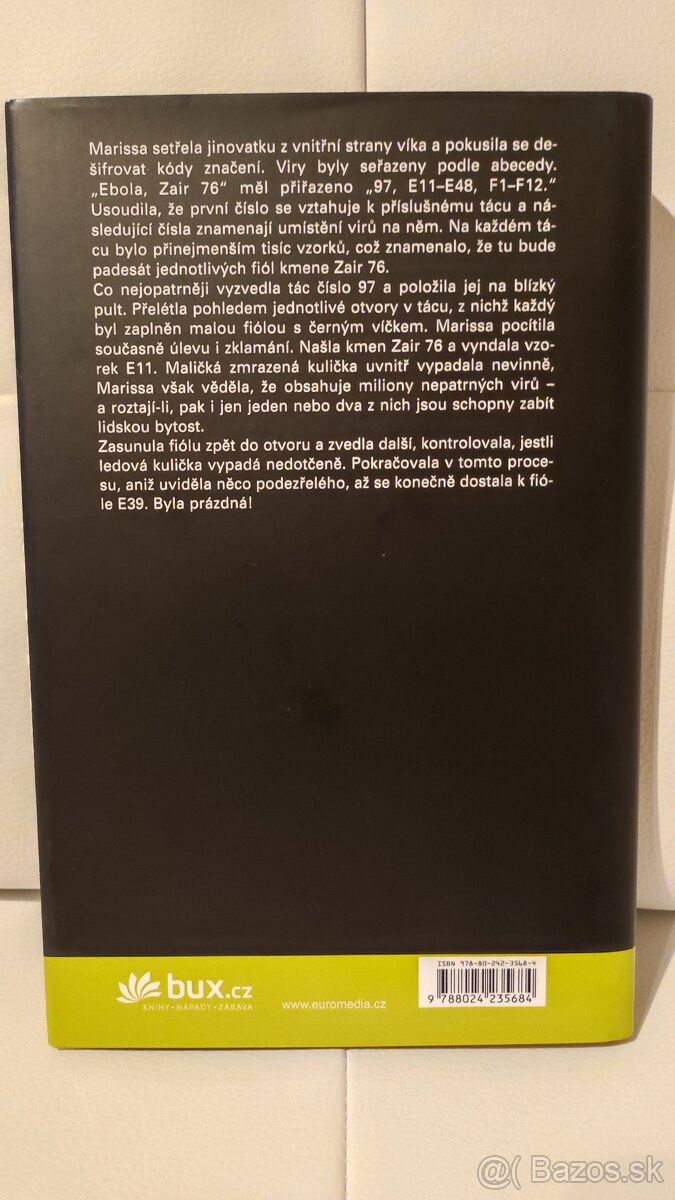 Marissa setřela jinovatku z vnitřní strany víka a pokusila se de-
šifrovat kódy značení. Viry byly seřazeny podle abecedy.
„Ebola, Zair 76“ měl přiřazeno „97, E11–E48, F1–F12.“
Usoudila, že první číslo se vztahuje k příslušnému tácu a ná-
sledující čísla znamenají umístění virů na něm. Na každém tá-
cu bylo přinejmenším tisíc vzorků, což znamenalo, že tu bude
padesát jednotlivých fiól kmene Zair 76.
Co nejopatrněji vyzvedla tác číslo 97 a položila jej na blízký
pult. Přelétla pohledem jednotlivé otvory v tácu, z nichž každý
byl zaplněn malou fiólou s černým víčkem. Marissa pocítila
současně úlevu i zklamání. Našla kmen Zair 76 a vyndala vzo-
rek E11. Maličká zmrazená kulička uvnitř vypadala nevinně,
Marissa však věděla, že obsahuje miliony nepatrných virů –
a roztají-li, pak i jen jeden nebo dva z nich jsou schopny zabít
lidskou bytost.
Zasunula fiólu zpět do otvoru a zvedla další, kontrolovala, jestli
ledová kulička vypadá nedotčeně. Pokračovala v tomto proce-
su, aniž uviděla něco podezřelého, až se konečně dostala k fió-
le E39. Byla prázdná!
bux.cz
KNIHY • NÁPADY • ZÁBAVA
www.euromedia.cz
ISBN 978-80-242-3568-4
9 788024 235684
@( Bazos.sk